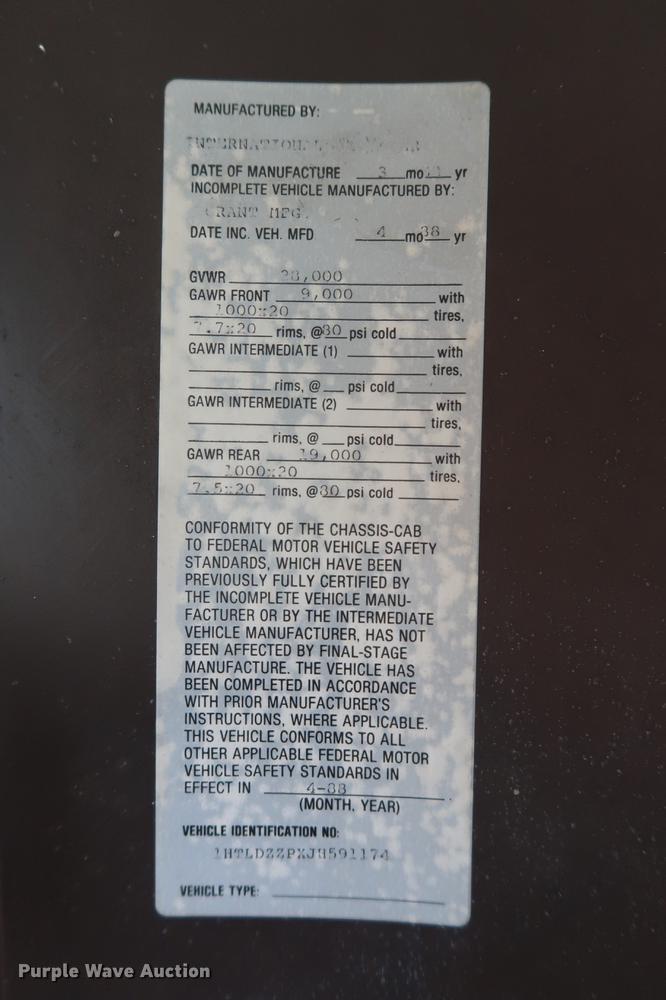 MANUFACTURED BY:
INTERNATIONAL
DATE OF MANUFACTURE 3 mo yr
INCOMPLETE VEHICLE MANUFACTURED BY:
GRANT MFG.
DATE INC. VEH. MFD 4 mo 88 yr
GVWR 28,000
GAWR FRONT 9,000 with
1000x20 tires,
rims, @80 psi cold
GAWR INTERMEDIATE (1) with
tires,
rims, @ psi cold
GAWR INTERMEDIATE (2) with
tires,
rims, @ psi cold
GAWR REAR 19,000 with
1000x20 tires,
7.5x20 rims, @80 psi cold
CONFORMITY OF THE CHASSIS-CAB
TO FEDERAL MOTOR VEHICLE SAFETY
STANDARDS, WHICH HAVE BEEN
PREVIOUSLY FULLY CERTIFIED BY
THE INCOMPLETE VEHICLE MANU-
FACTURER OR BY THE INTERMEDIATE
VEHICLE MANUFACTURER, HAS NOT
BEEN AFFECTED BY FINAL-STAGE
MANUFACTURE. THE VEHICLE HAS
BEEN COMPLETED IN ACCORDANCE
WITH PRIOR MANUFACTURER'S
INSTRUCTIONS, WHERE APPLICABLE.
THIS VEHICLE CONFORMS TO ALL
OTHER APPLICABLE FEDERAL MOTOR
VEHICLE SAFETY STANDARDS IN
EFFECT IN 4-88
(MONTH, YEAR)
VEHICLE IDENTIFICATION NO:
1HTLDZZPXJH591174
VEHICLE TYPE:
Purple Wave Auction